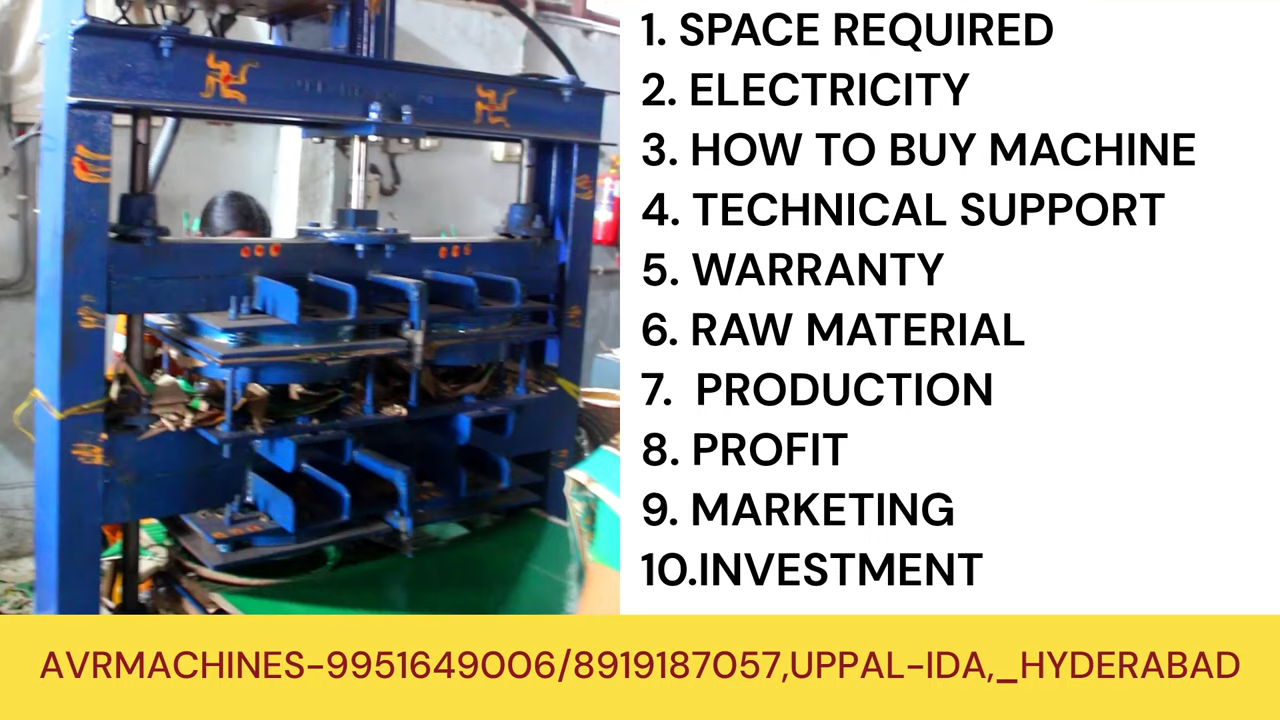 1. SPACE REQUIRED
2. ELECTRICITY
3. HOW TO BUY MACHINE
4. TECHNICAL SUPPORT
5. WARRANTY
6. RAW MATERIAL
7. PRODUCTION
8. PROFIT
9. MARKETING
10.INVESTMENT
AVRMACHINES-9951649006/8919187057,UPPAL-IDA,_HYDERABAD